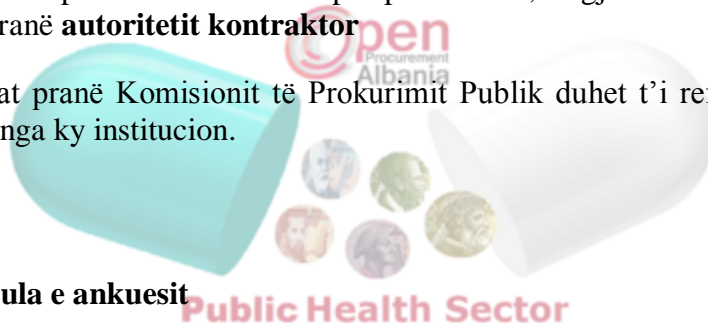 ranë autoritetit kontraktor
Open
Procurement
Albania
at pranë Komisionit të Prokurimit Publik duhet t’i re
nga ky institucion.
ula e ankuesit
Public Health Sector